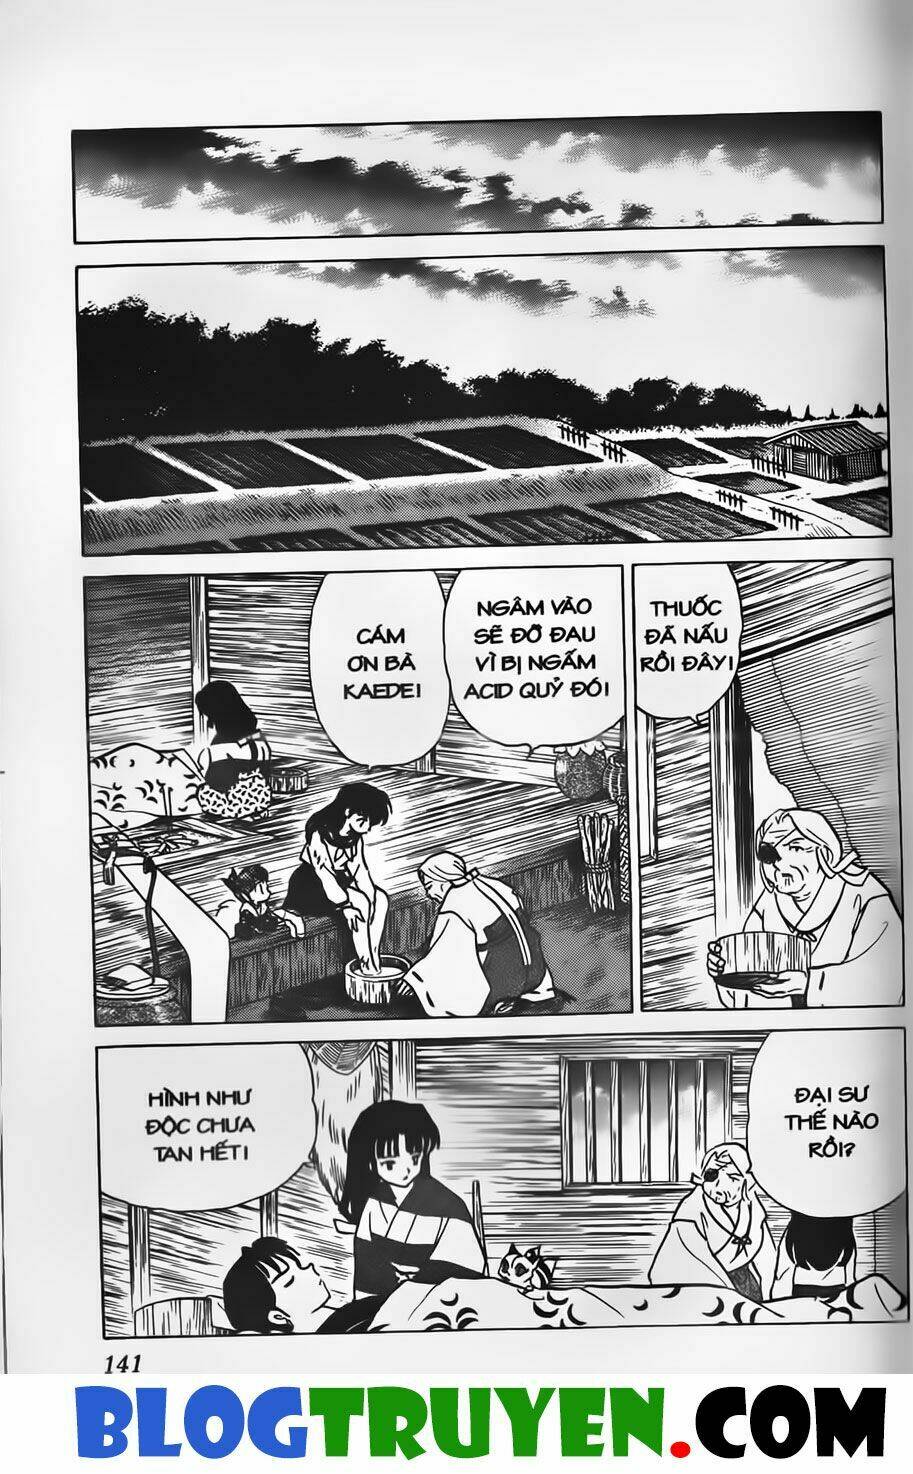 THUỐC
ĐÃ NẤU
RỒI ĐÂY!
NGÂM VÀO
SẼ ĐỠ ĐAU
VÌ BỊ NGẤM
ACID QUỶ ĐÓ!
CÁM
ƠN BÀ
KAEDE!
ĐẠI SƯ
THẾ NÀO
RỒI?
HÌNH NHƯ
ĐỘC CHƯA
TAN HẾT!
141
BLOGTRUYEN.COM